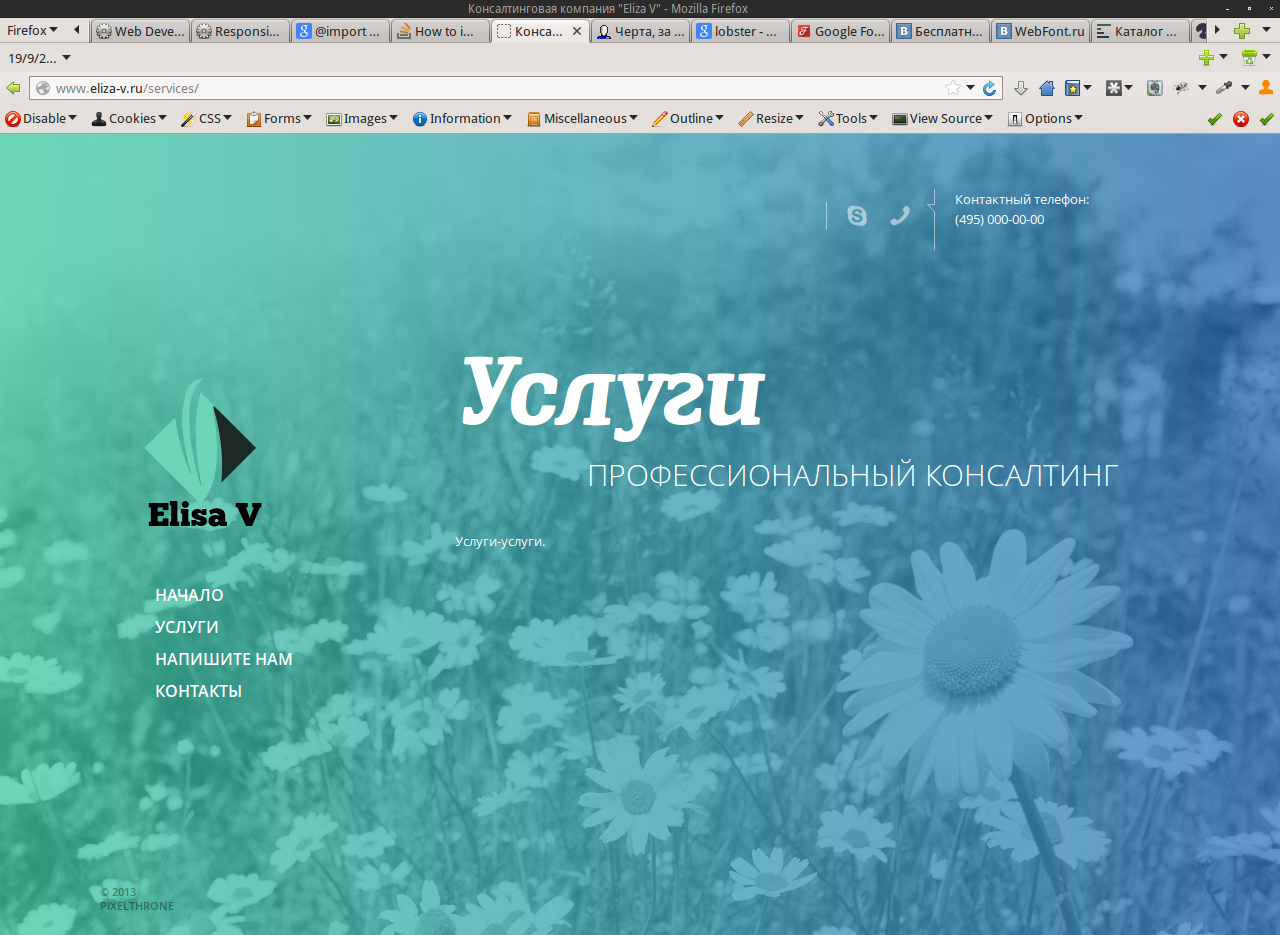 Консалтинговая компания "Eliza V" - Mozilla Firefox
Firefox
Web Deve...
Responsi...
@import ...
How to i...
Конса...
Черта, за ...
lobster - ...
Google Fo...
Бесплатн...
WebFont.ru
Каталог ...
19/9/2...
www.eliza-v.ru/services/
Disable
Cookies
CSS
Forms
Images
Information
Miscellaneous
Outline
Resize
Tools
View Source
Options
Контактный телефон:
(495) 000-00-00
Услуги
ПРОФЕССИОНАЛЬНЫЙ КОНСАЛТИНГ
Elisa V
Услуги-услуги.
НАЧАЛО
УСЛУГИ
НАПИШИТЕ НАМ
КОНТАКТЫ
© 2013
PIXELTHRONE